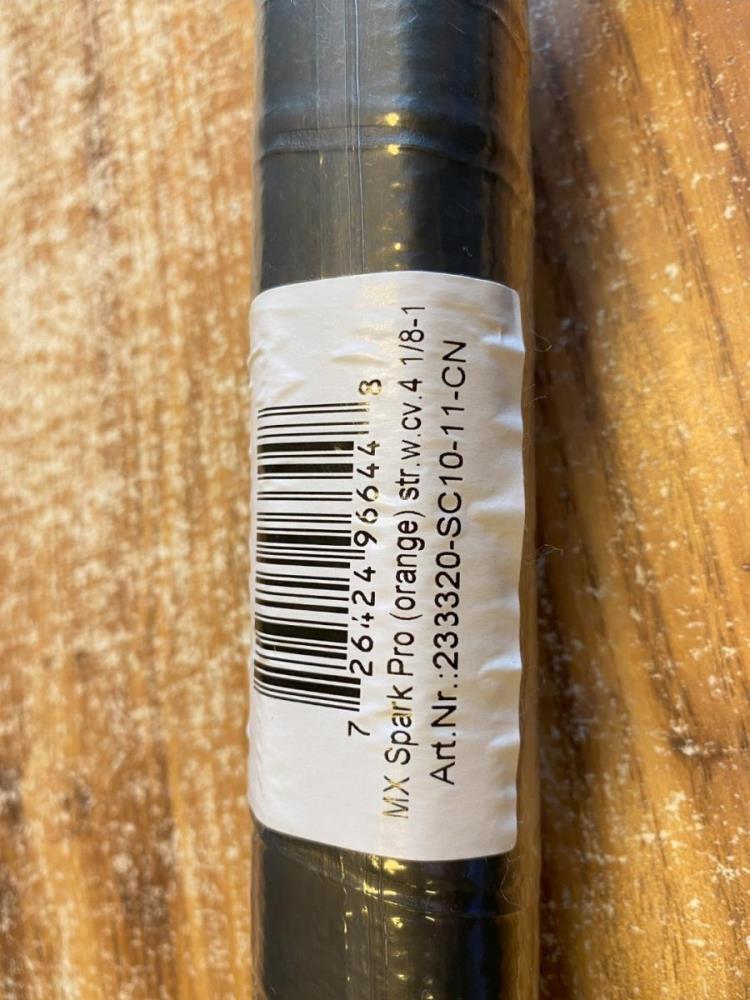 7 26424 96644 8
MX Spark Pro (orange) str.w.cv.4 1/8-1
Art.Nr.:233320-SC10-11-CN